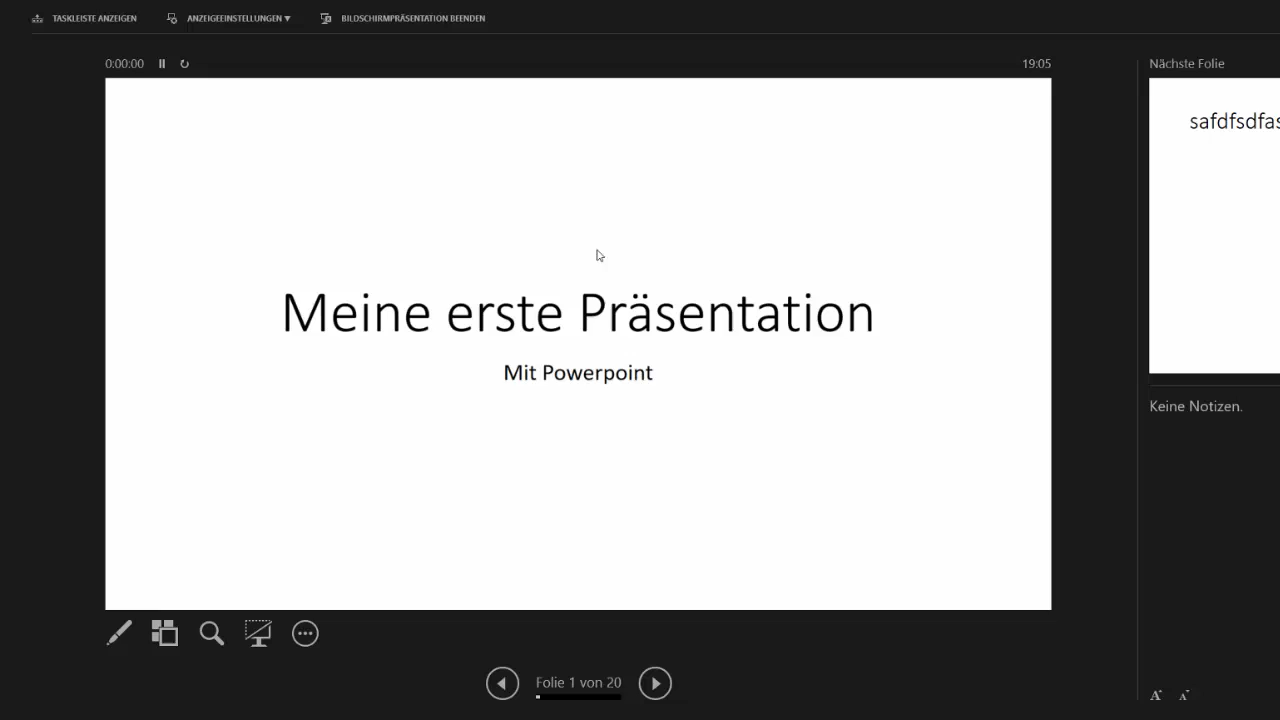 TASKLEISTE ANZEIGEN
ANZEIGEEINSTELLUNGEN ▼
BILDSCHIRMPRÄSENTATION BEENDEN
0:00:00
19:05
Meine erste Präsentation
Mit Powerpoint
Folie 1 von 20
Nächste Folie
safdfsdfas
Keine Notizen.
A A